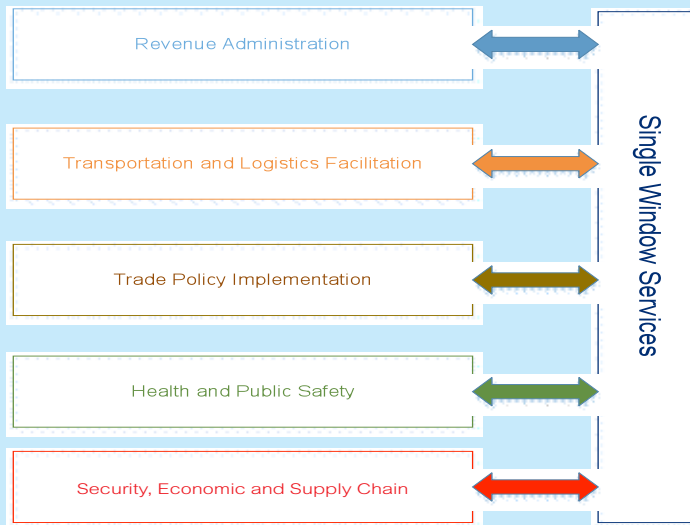 Revenue Administration
Transportation and Logistics Facilitation
Trade Policy Implementation
Health and Public Safety
Security, Economic and Supply Chain
Single Window Services